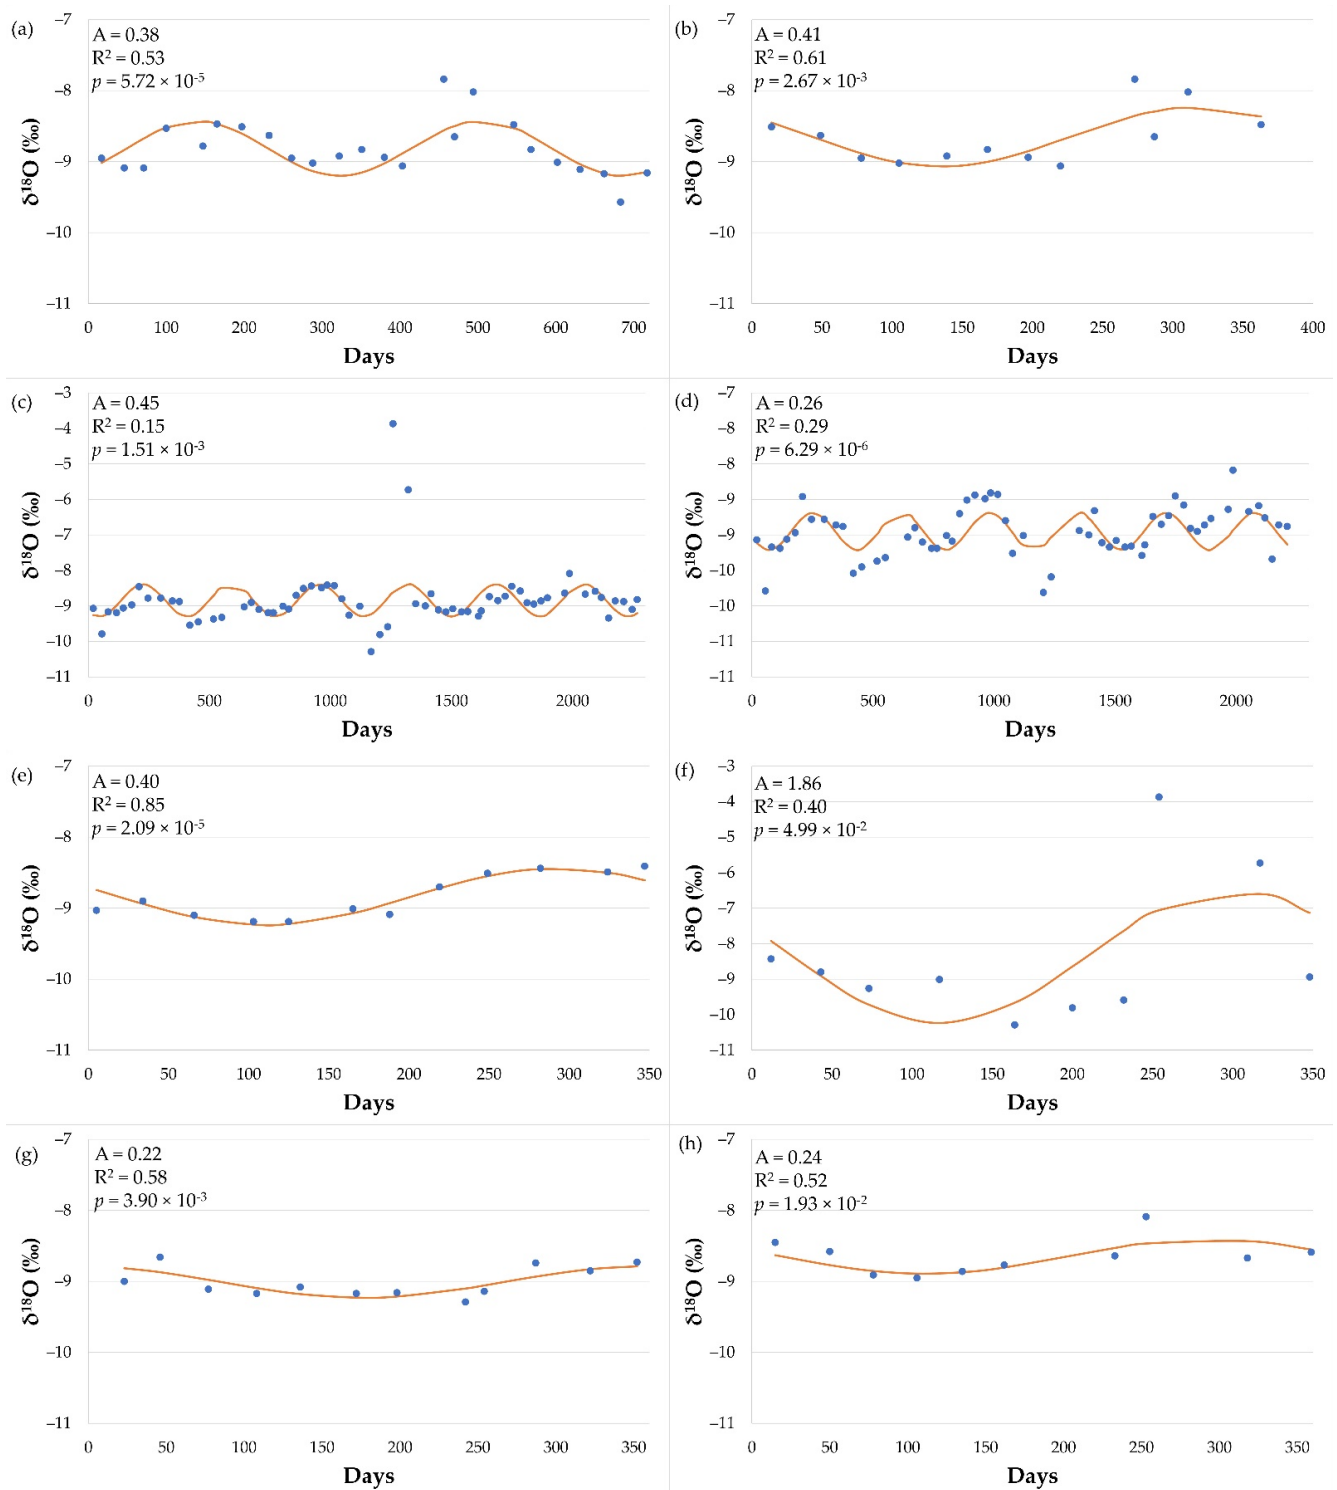 (a)
A = 0.38
R² = 0.53
p = 5.72 × 10⁻⁵
−7
−8
−9
−10
−11
δ¹⁸O (‰)
0 100 200 300 400 500 600 700
Days
(b)
A = 0.41
R² = 0.61
p = 2.67 × 10⁻³
−7
−8
−9
−10
−11
δ¹⁸O (‰)
0 50 100 150 200 250 300 350 400
Days
(c)
A = 0.45
R² = 0.15
p = 1.51 × 10⁻³
−3
−4
−5
−6
−7
−8
−9
−10
−11
δ¹⁸O (‰)
0 500 1000 1500 2000
Days
(d)
A = 0.26
R² = 0.29
p = 6.29 × 10⁻⁶
−7
−8
−8
−9
−9
−10
−10
−11
−11
δ¹⁸O (‰)
0 500 1000 1500 2000
Days
(e)
A = 0.40
R² = 0.85
p = 2.09 × 10⁻⁵
−7
−8
−9
−10
−11
δ¹⁸O (‰)
0 50 100 150 200 250 300 350
Days
(f)
A = 1.86
R² = 0.40
p = 4.99 × 10⁻²
−3
−4
−5
−6
−7
−8
−9
−10
−11
δ¹⁸O (‰)
0 50 100 150 200 250 300 350
Days
(g)
A = 0.22
R² = 0.58
p = 3.90 × 10⁻³
−7
−8
−9
−10
−11
δ¹⁸O (‰)
0 50 100 150 200 250 300 350
Days
(h)
A = 0.24
R² = 0.52
p = 1.93 × 10⁻²
−7
−8
−9
−10
−11
δ¹⁸O (‰)
0 50 100 150 200 250 300 350
Days